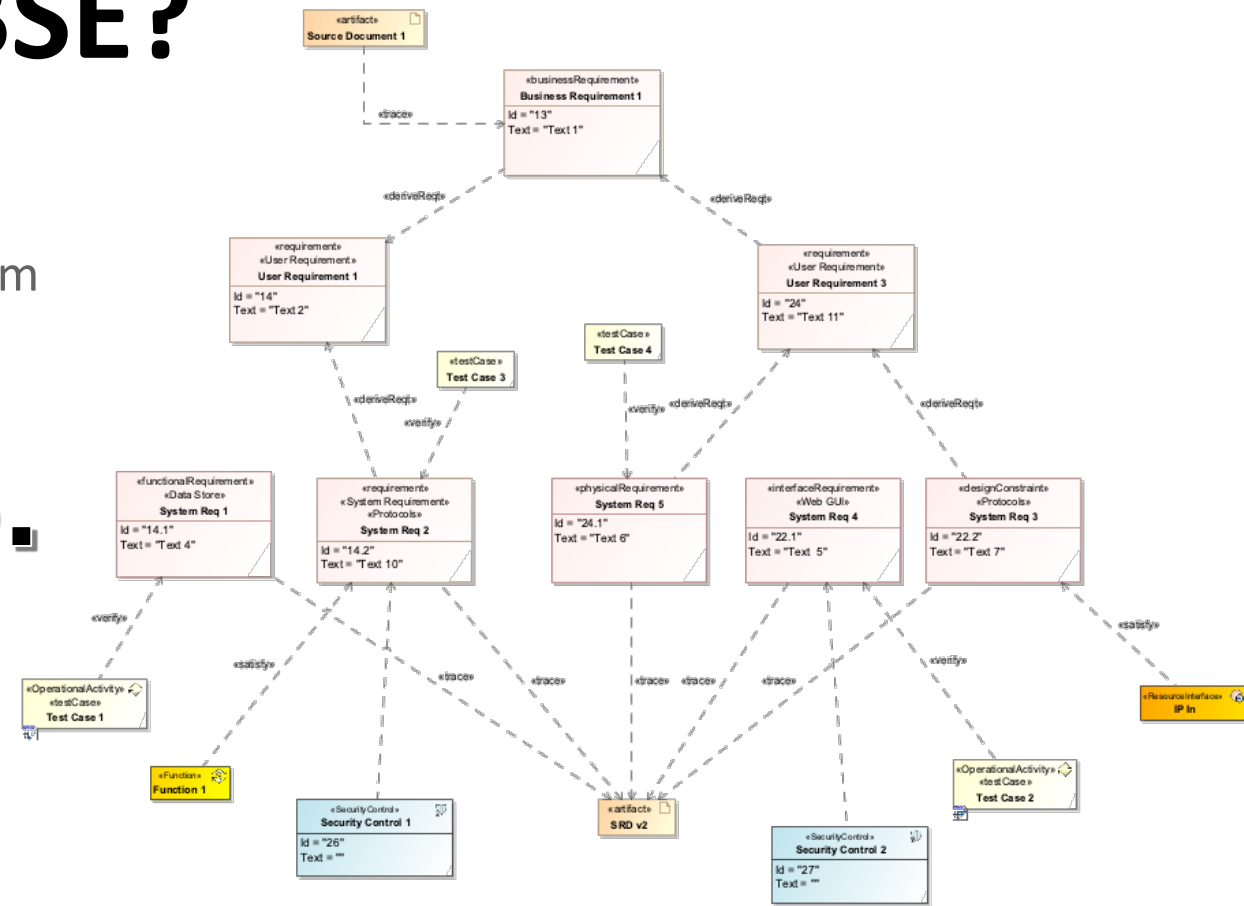 SE?
m
.
«artifact»
Source Document 1
«trace»
«businessRequirement»
Business Requirement 1
Id = "13"
Text = "Text 1"
«deriveReqt»
«deriveReqt»
«requirement»
«User Requirement»
User Requirement 1
Id = "14"
Text = "Text 2"
«requirement»
«User Requirement»
User Requirement 3
Id = "24"
Text = "Text 11"
«testCase»
Test Case 3
«testCase»
Test Case 4
«deriveReqt»
«verify»
«verify»
«deriveReqt»
«deriveReqt»
«functionalRequirement»
«Data Store»
System Req 1
Id = "14.1"
Text = "Text 4"
«requirement»
«System Requirement»
«Protocols»
System Req 2
Id = "14.2"
Text = "Text 10"
«physicalRequirement»
System Req 5
Id = "24.1"
Text = "Text 6"
«interfaceRequirement»
«Web GUI»
System Req 4
Id = "22.1"
Text = "Text  5"
«designConstraint»
«Protocols»
System Req 3
Id = "22.2"
Text = "Text 7"
«verify»
«satisfy»
«trace»
«trace»
«trace»
«trace»
«trace»
«verify»
«satisfy»
«OperationalActivity»
«testCase»
Test Case 1
«ResourceInterface»
IP In
«Function»
Function 1
«SecurityControl»
Security Control 1
Id = "26"
Text = ""
«artifact»
SRD v2
«OperationalActivity»
«testCase»
Test Case 2
«SecurityControl»
Security Control 2
Id = "27"
Text = ""